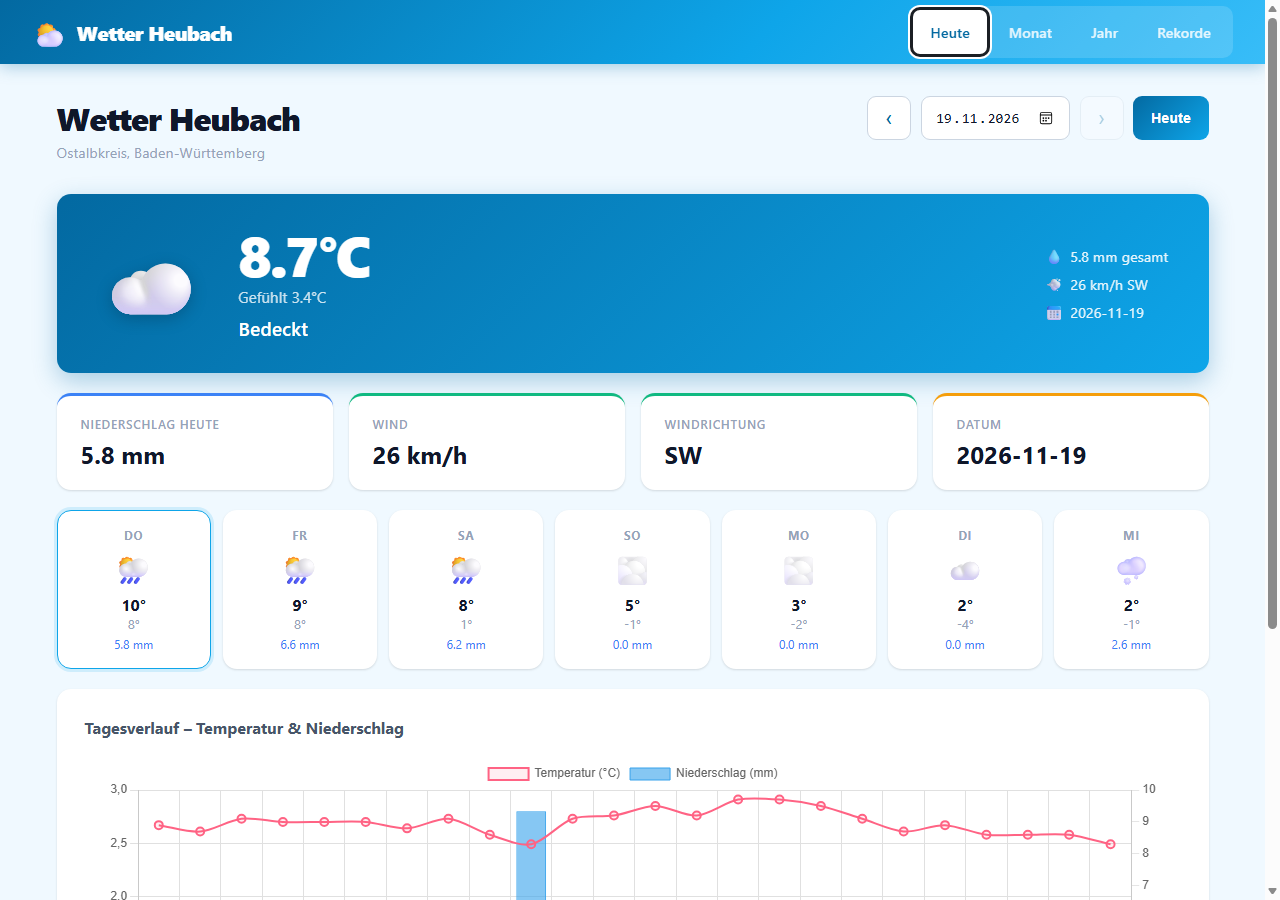 Wetter Heubach
Heute Monat Jahr Rekorde
Wetter Heubach
Ostalbkreis, Baden-Württemberg
‹ 19.11.2026 › Heute
8.7°C
Gefühlt 3.4°C
Bedeckt
5.8 mm gesamt
26 km/h SW
2026-11-19
NIEDERSCHLAG HEUTE
5.8 mm
WIND
26 km/h
WINDRICHTUNG
SW
DATUM
2026-11-19
DO
10°
8°
5.8 mm
FR
9°
8°
6.6 mm
SA
8°
1°
6.2 mm
SO
5°
-1°
0.0 mm
MO
3°
-2°
0.0 mm
DI
2°
-4°
0.0 mm
MI
2°
-1°
2.6 mm
Tagesverlauf – Temperatur & Niederschlag
Temperatur (°C) Niederschlag (mm)
3,0 10
9
2,5
8
7
2,0